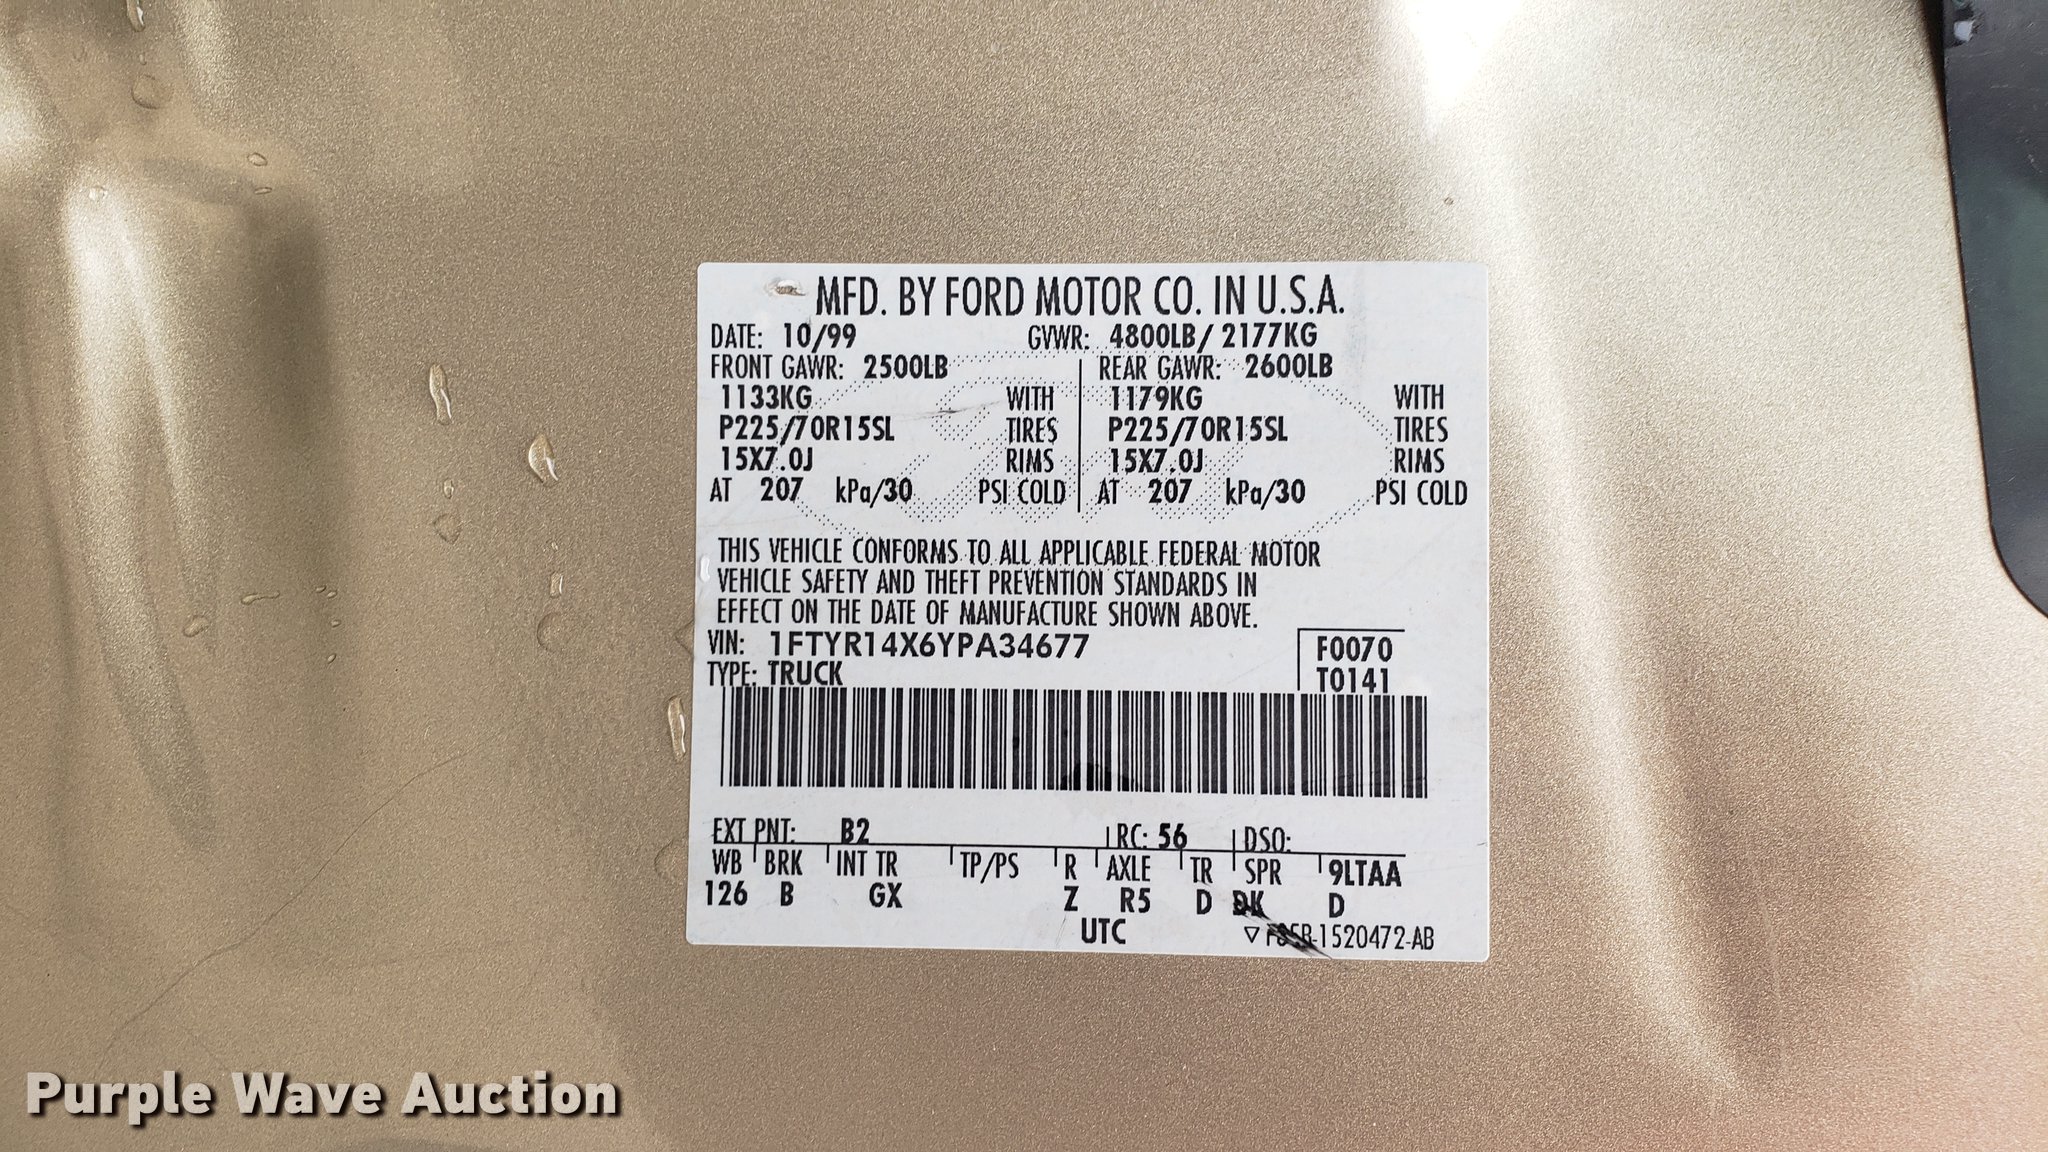 MFD. BY FORD MOTOR CO. IN U.S.A.
DATE: 10/99 GVWR: 4800LB/ 2177KG
FRONT GAWR: 2500LB REAR GAWR: 2600LB
1133KG WITH 1179KG WITH
P225/70R15SL TIRES P225/70R15SL TIRES
15X7.0J RIMS 15X7.0J RIMS
AT 207 kPa/30 PSI COLD AT 207 kPa/30 PSI COLD
THIS VEHICLE CONFORMS TO ALL APPLICABLE FEDERAL MOTOR
VEHICLE SAFETY AND THEFT PREVENTION STANDARDS IN
EFFECT ON THE DATE OF MANUFACTURE SHOWN ABOVE.
VIN: 1FTYR14X6YPA34677 F0070
TYPE: TRUCK T0141
EXT PNT: B2 RC: 56 DSO:
WB BRK INT TR TP/PS R AXLE TR SPR 9LTAA
126 B GX Z R5 D DK D
UTC
Purple Wave Auction